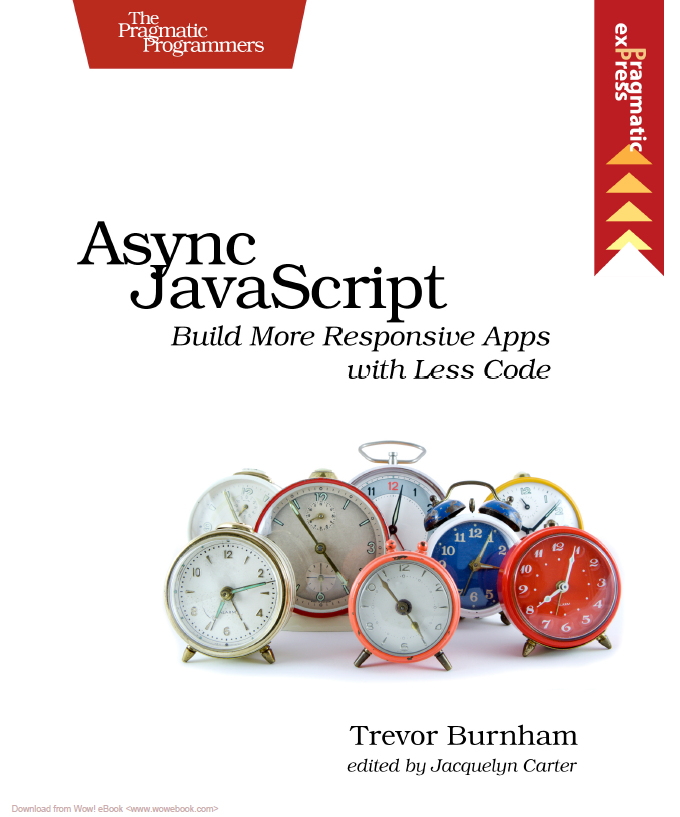 The
Pragmatic
Programmers
Pragmatic
exPress
Async
JavaScript
Build More Responsive Apps
with Less Code
Trevor Burnham
edited by Jacquelyn Carter
Download from Wow! eBook <www.wowebook.com>